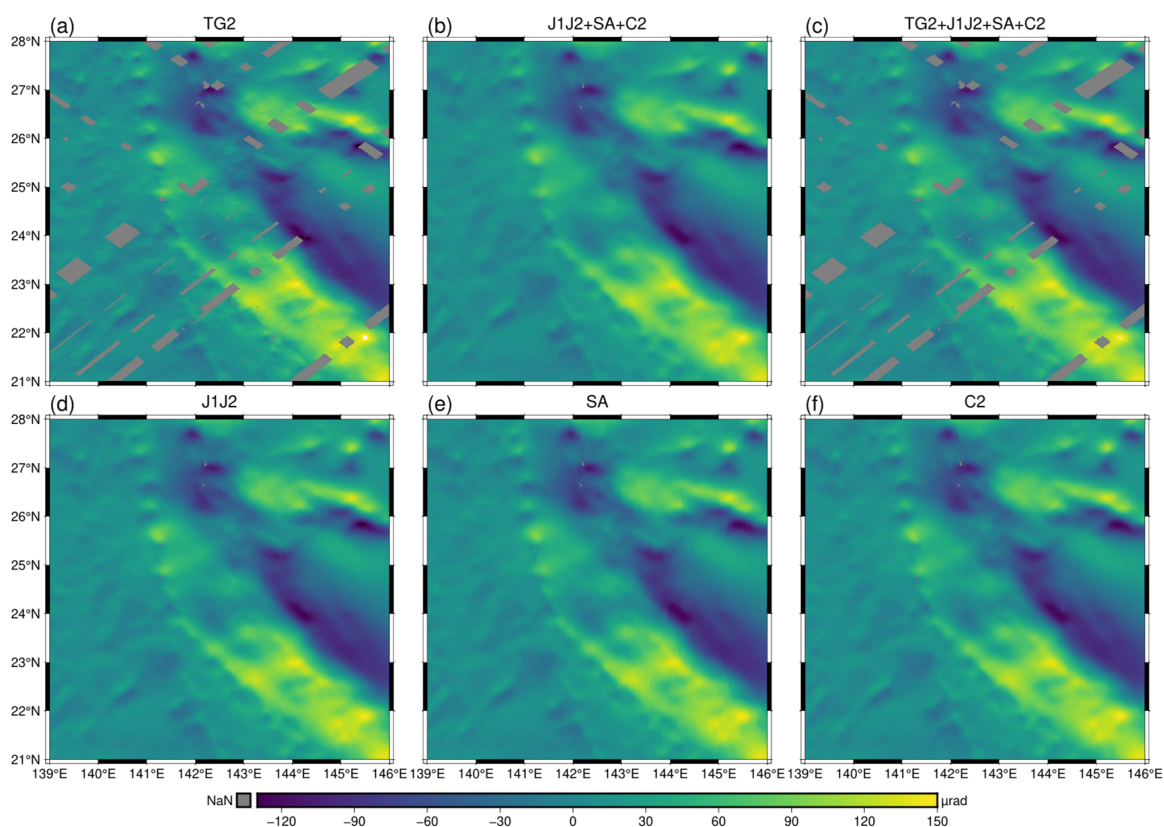 (a) TG2
(b) J1J2+SA+C2
(c) TG2+J1J2+SA+C2
28°N
27°N
26°N
25°N
24°N
23°N
22°N
21°N
(d) J1J2
(e) SA
(f) C2
28°N
27°N
26°N
25°N
24°N
23°N
22°N
21°N
139°E 140°E 141°E 142°E 143°E 144°E 145°E 146°E 139°E 140°E 141°E 142°E 143°E 144°E 145°E 146°E 139°E 140°E 141°E 142°E 143°E 144°E 145°E 146°E
NaN µrad
−120 −90 −60 −30 0 30 60 90 120 150